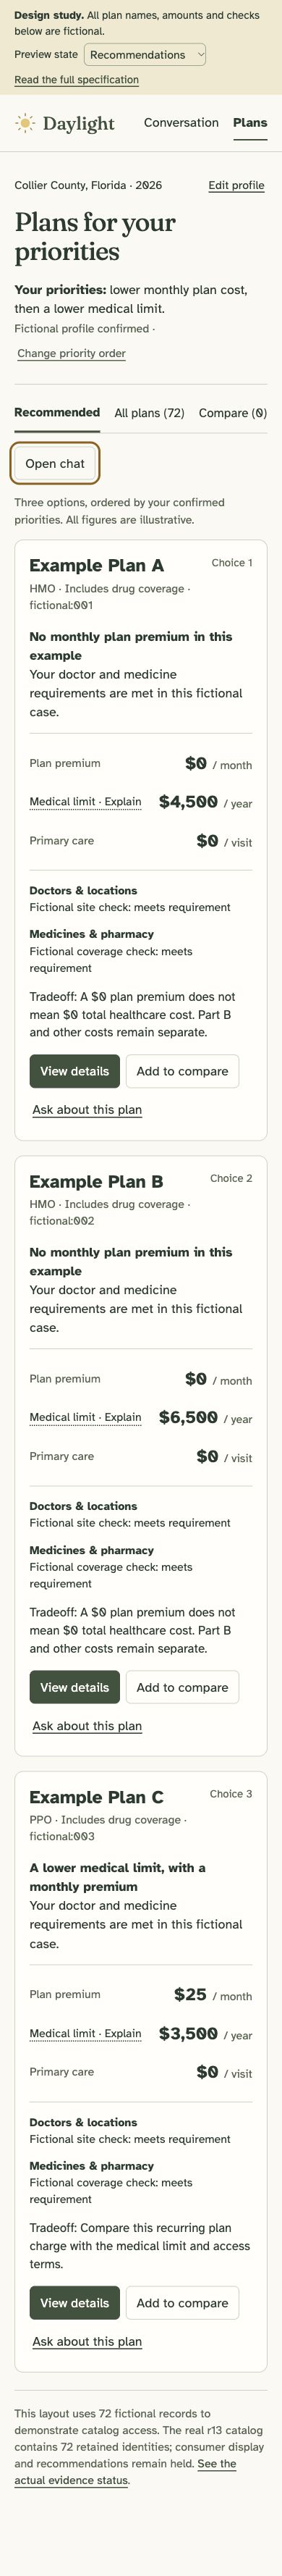 Design study. All plan names, amounts and checks
below are fictional.
Preview state Recommendations
Read the full specification
Daylight Conversation Plans
Collier County, Florida · 2026 Edit profile
Plans for your
priorities
Your priorities: lower monthly plan cost,
then a lower medical limit.
Fictional profile confirmed ·
Change priority order
Recommended All plans (72) Compare (0)
Open chat
Three options, ordered by your confirmed
priorities. All figures are illustrative.
Example Plan A Choice 1
HMO · Includes drug coverage ·
fictional:001
No monthly plan premium in this
example
Your doctor and medicine
requirements are met in this fictional
case.
Plan premium $0 / month
Medical limit · Explain $4,500 / year
Primary care $0 / visit
Doctors & locations
Fictional site check: meets requirement
Medicines & pharmacy
Fictional coverage check: meets
requirement
Tradeoff: A $0 plan premium does not
mean $0 total healthcare cost. Part B
and other costs remain separate.
View details Add to compare
Ask about this plan
Example Plan B Choice 2
HMO · Includes drug coverage ·
fictional:002
No monthly plan premium in this
example
Your doctor and medicine
requirements are met in this fictional
case.
Plan premium $0 / month
Medical limit · Explain $6,500 / year
Primary care $0 / visit
Doctors & locations
Fictional site check: meets requirement
Medicines & pharmacy
Fictional coverage check: meets
requirement
Tradeoff: A $0 plan premium does not
mean $0 total healthcare cost. Part B
and other costs remain separate.
View details Add to compare
Ask about this plan
Example Plan C Choice 3
PPO · Includes drug coverage ·
fictional:003
A lower medical limit, with a
monthly premium
Your doctor and medicine
requirements are met in this fictional
case.
Plan premium $25 / month
Medical limit · Explain $3,500 / year
Primary care $0 / visit
Doctors & locations
Fictional site check: meets requirement
Medicines & pharmacy
Fictional coverage check: meets
requirement
Tradeoff: Compare this recurring plan
charge with the medical limit and access
terms.
View details Add to compare
Ask about this plan
This layout uses 72 fictional records to
demonstrate catalog access. The real r13 catalog
contains 72 retained identities; consumer display
and recommendations remain held. See the
actual evidence status.